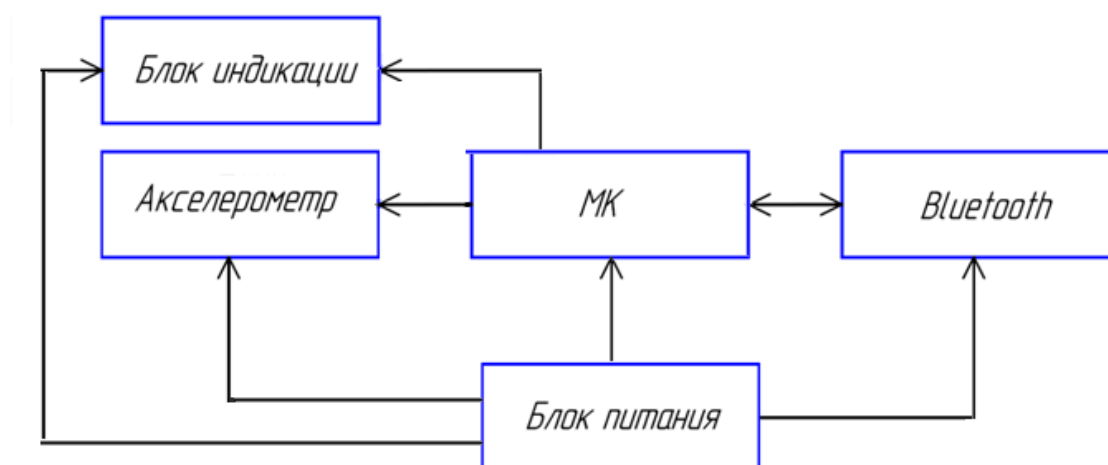 Блок индикации
Акселерометр
МК
Bluetooth
Блок питания